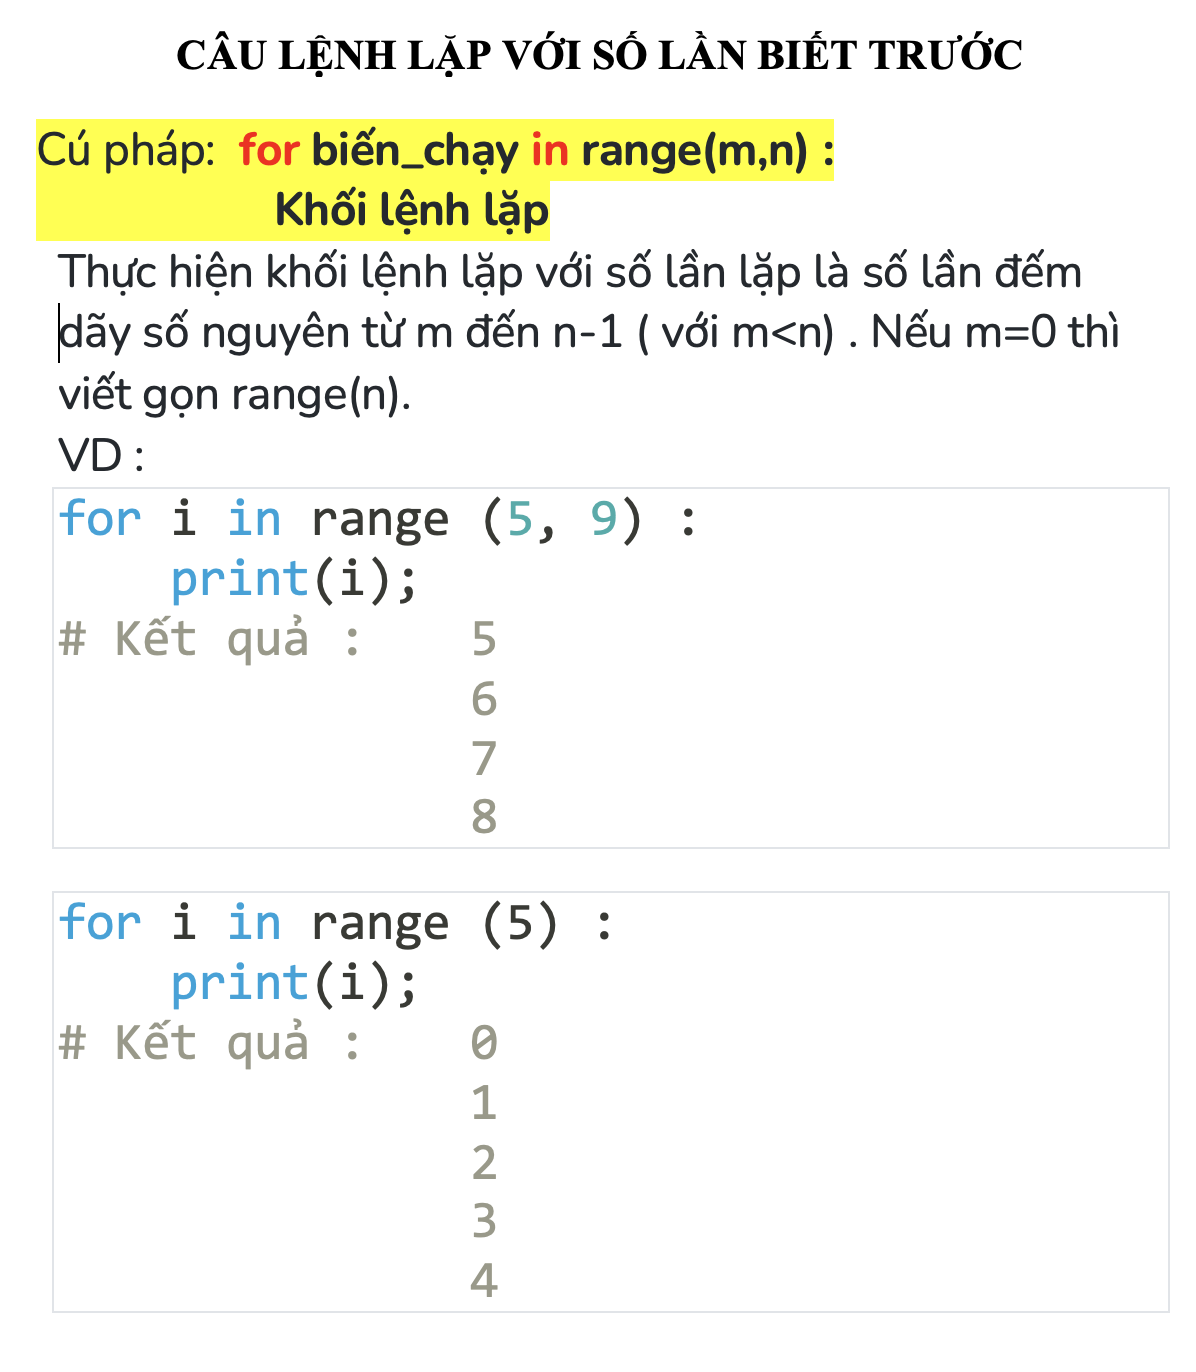 CÂU LỆNH LẶP VỚI SỐ LẦN BIẾT TRƯỚC
Cú pháp: for biến_chạy in range(m,n) :
Khối lệnh lặp
Thực hiện khối lệnh lặp với số lần lặp là số lần đếm
dãy số nguyên từ m đến n-1 ( với m<n) . Nếu m=0 thì
viết gọn range(n).
VD :
for i in range (5, 9) :
    print(i);
# Kết quả :    5
6
7
8
for i in range (5) :
    print(i);
# Kết quả :    0
1
2
3
4